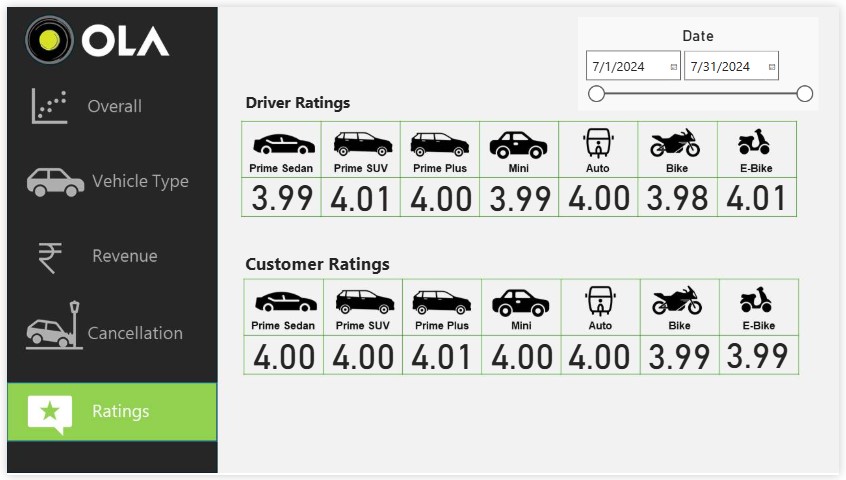 OLA
Overall
Vehicle Type
Revenue
Cancellation
Ratings
Date
7/1/2024 7/31/2024
Driver Ratings
Prime Sedan Prime SUV Prime Plus Mini Auto Bike E-Bike
3.99 4.01 4.00 3.99 4.00 3.98 4.01
Customer Ratings
Prime Sedan Prime SUV Prime Plus Mini Auto Bike E-Bike
4.00 4.00 4.01 4.00 4.00 3.99 3.99